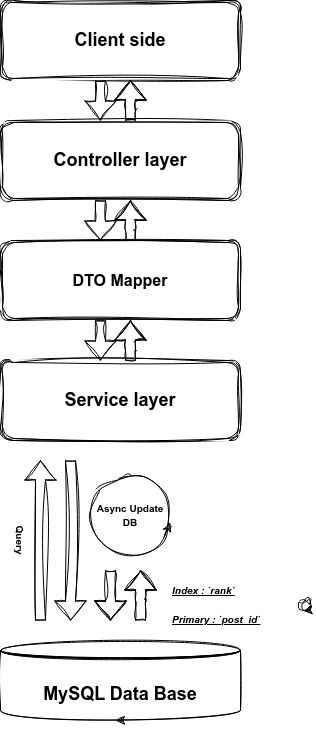 Client side
Controller layer
DTO Mapper
Service layer
Query
Async Update
DB
Index : `rank`
Primary : `post_id`
MySQL Data Base